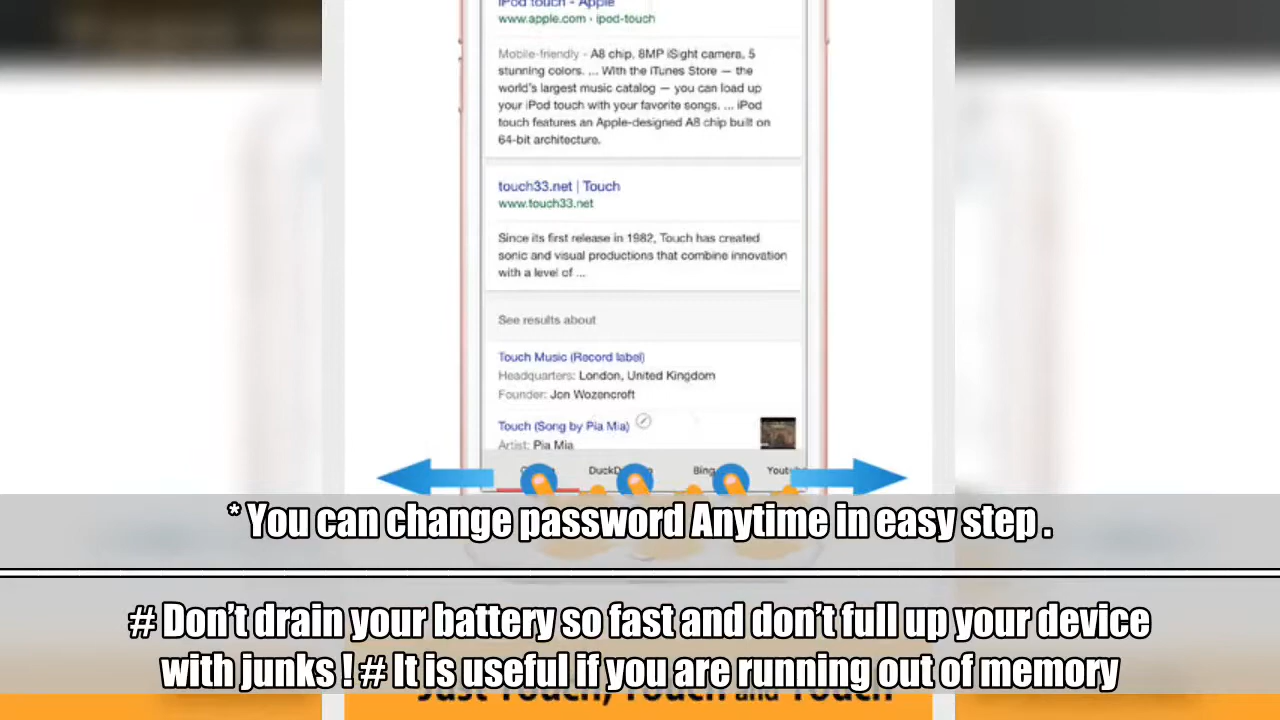 iPod touch - Apple
www.apple.com › ipod-touch
Mobile-friendly - A8 chip, 8MP iSight camera, 5
stunning colors. ... With the iTunes Store — the
world's largest music catalog — you can load up
your iPod touch with your favorite songs. ... iPod
touch features an Apple-designed A8 chip built on
64-bit architecture.
touch33.net | Touch
www.touch33.net
Since its first release in 1982, Touch has created
sonic and visual productions that combine innovation
with a level of ...
See results about
Touch Music (Record label)
Headquarters: London, United Kingdom
Founder: Jon Wozencroft
Touch (Song by Pia Mia)
Artist: Pia Mia
Bing
* You can change password Anytime in easy step .
# Don't drain your battery so fast and don't full up your device
with junks ! # It is useful if you are running out of memory
Just Touch, Touch and Touch